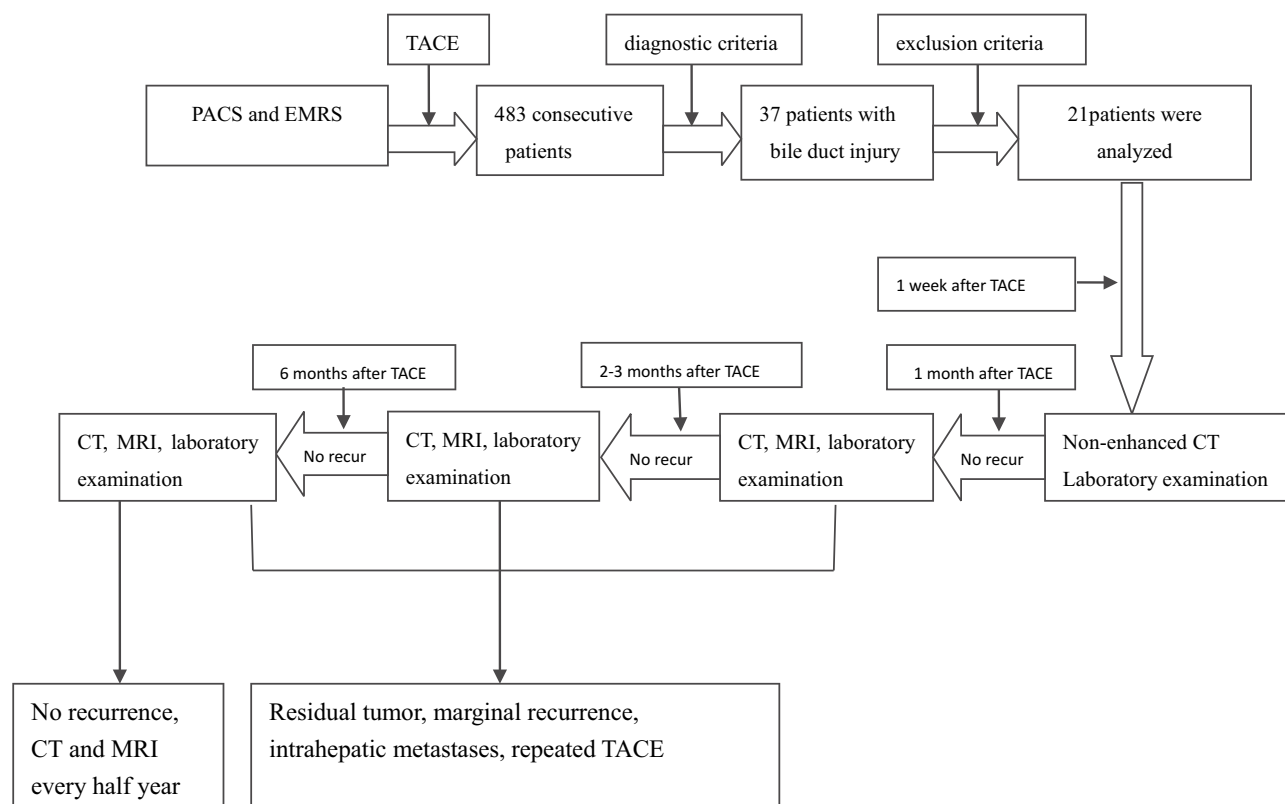 TACE
diagnostic criteria
exclusion criteria
PACS and EMRS
483 consecutive
patients
37 patients with
bile duct injury
21patients were
analyzed
1 week after TACE
6 months after TACE
2-3 months after TACE
1 month after TACE
CT, MRI, laboratory
examination
No recur
CT, MRI, laboratory
examination
No recur
CT, MRI, laboratory
examination
No recur
Non-enhanced CT
Laboratory examination
No recurrence,
CT and MRI
every half year
Residual tumor, marginal recurrence,
intrahepatic metastases, repeated TACE